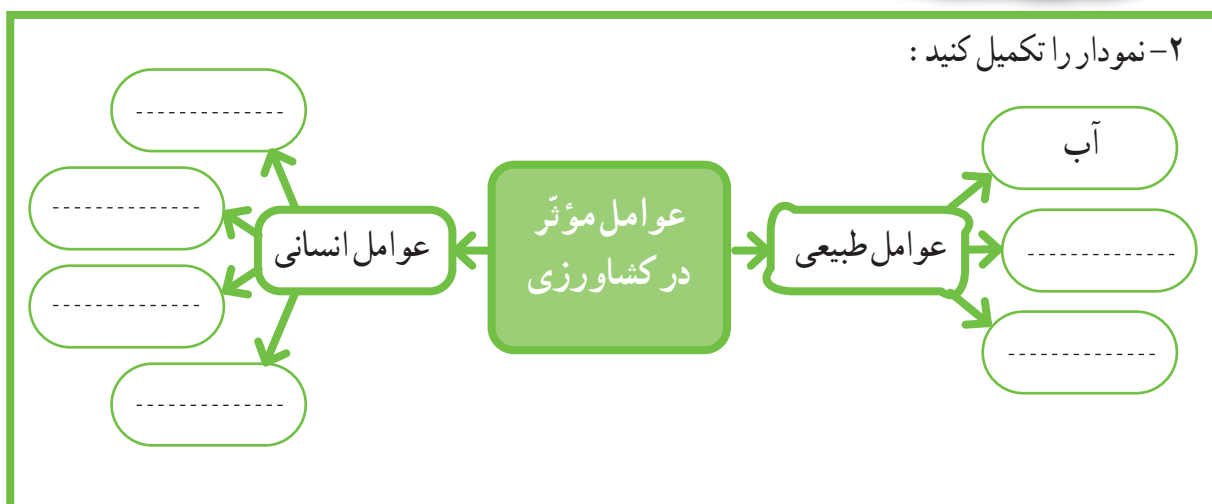 ۲- نمودار را تکمیل کنید :
آب
عوامل مؤثّر
در کشاورزی
عوامل طبیعی
عوامل انسانی